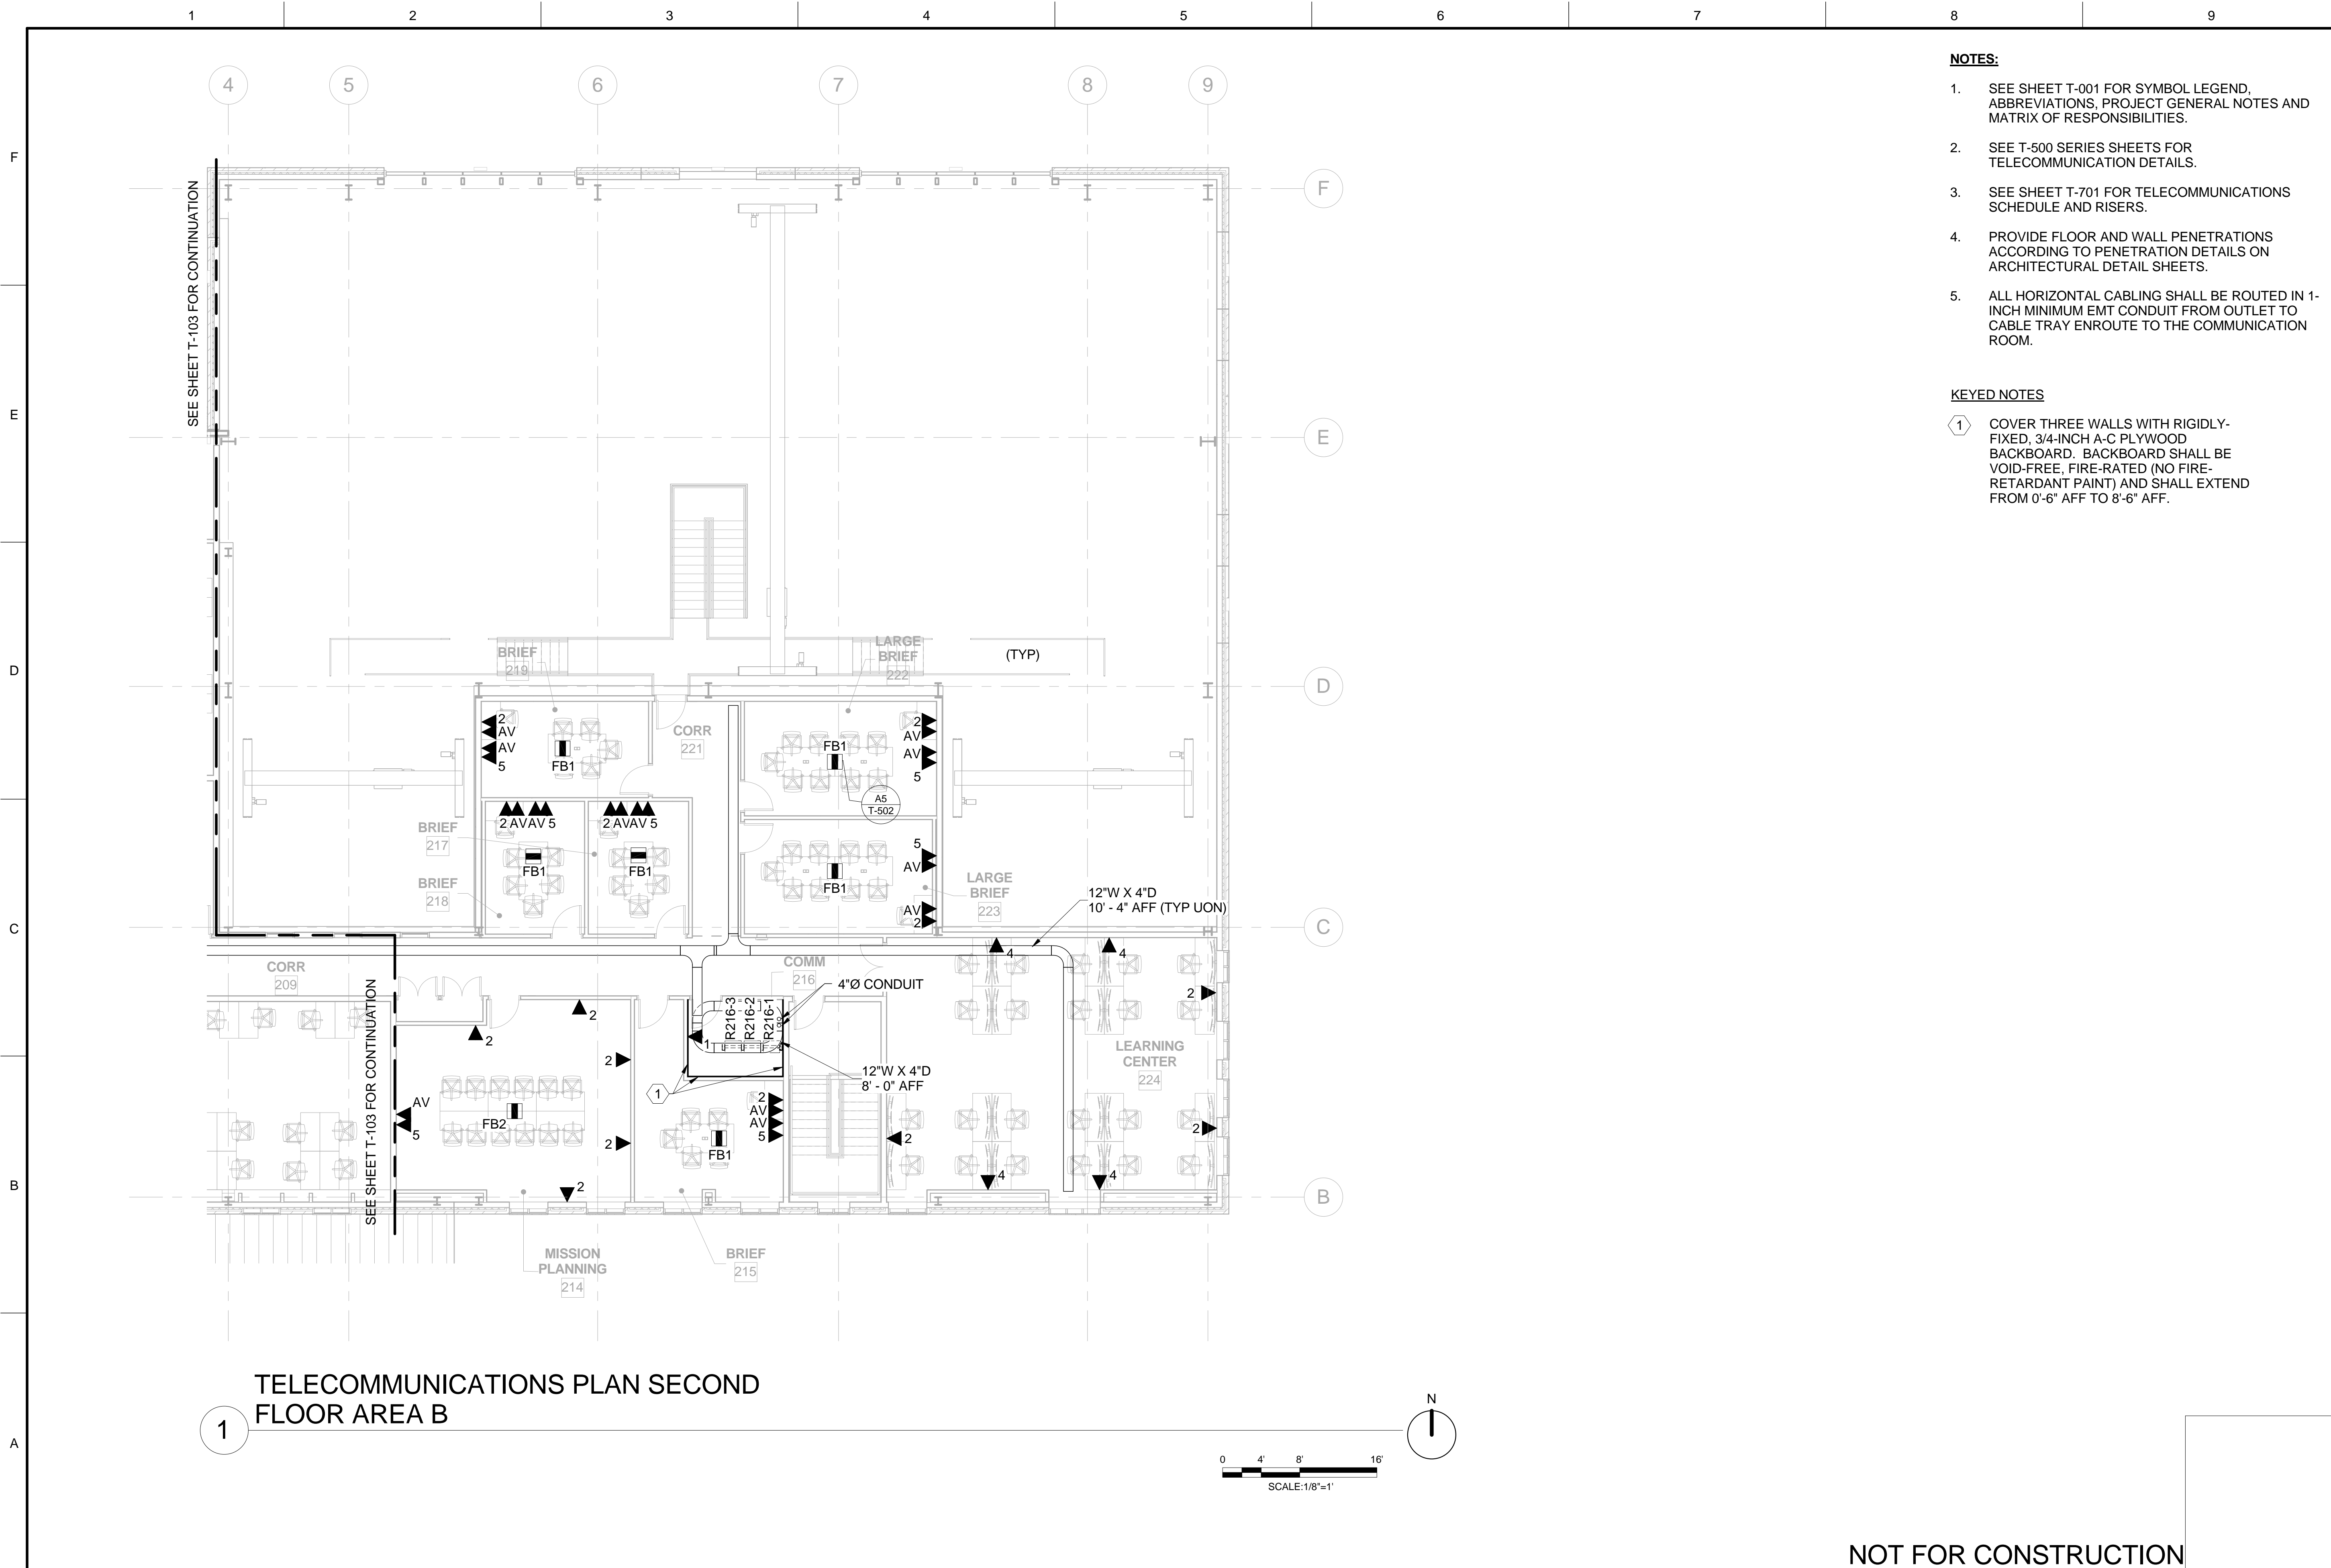 1 2 3 4 5 6 7 8 9
NOTES:
1. SEE SHEET T-001 FOR SYMBOL LEGEND,
ABBREVIATIONS, PROJECT GENERAL NOTES AND
MATRIX OF RESPONSIBILITIES.
2. SEE T-500 SERIES SHEETS FOR
TELECOMMUNICATION DETAILS.
3. SEE SHEET T-701 FOR TELECOMMUNICATIONS
SCHEDULE AND RISERS.
4. PROVIDE FLOOR AND WALL PENETRATIONS
ACCORDING TO PENETRATION DETAILS ON
ARCHITECTURAL DETAIL SHEETS.
5. ALL HORIZONTAL CABLING SHALL BE ROUTED IN 1-
INCH MINIMUM EMT CONDUIT FROM OUTLET TO
CABLE TRAY ENROUTE TO THE COMMUNICATION
ROOM.
KEYED NOTES
1 COVER THREE WALLS WITH RIGIDLY-
FIXED, 3/4-INCH A-C PLYWOOD
BACKBOARD. BACKBOARD SHALL BE
VOID-FREE, FIRE-RATED (NO FIRE-
RETARDANT PAINT) AND SHALL EXTEND
FROM 0'-6" AFF TO 8'-6" AFF.
F
E
D
C
B
A
4 5 6 7 8 9
F
E
D
C
B
SEE SHEET T-103 FOR CONTINUATION
BRIEF
219
LARGE
BRIEF
222
(TYP)
2
AV
AV
5
FB1
CORR
221
FB1
2
AV
AV
5
A5
T-502
2 AV AV 5
2 AV AV 5
BRIEF
217
FB1
FB1
BRIEF
218
5
AV
FB1
AV
2
LARGE
BRIEF
223
12"W X 4"D
10' - 4" AFF (TYP UON)
CORR
209
COMM
216
4"Ø CONDUIT
R216-3
R216-2
R216-1
1
4
4
2
2
2
2
LEARNING
CENTER
224
12"W X 4"D
8' - 0" AFF
1
SEE SHEET T-103 FOR CONTINUATION
AV
5
FB2
2
2
2
AV
AV
5
FB1
2
2
4
4
MISSION
PLANNING
214
BRIEF
215
TELECOMMUNICATIONS PLAN SECOND
FLOOR AREA B
1
N
0 4' 8' 16'
SCALE:1/8"=1'
NOT FOR CONSTRUCTION